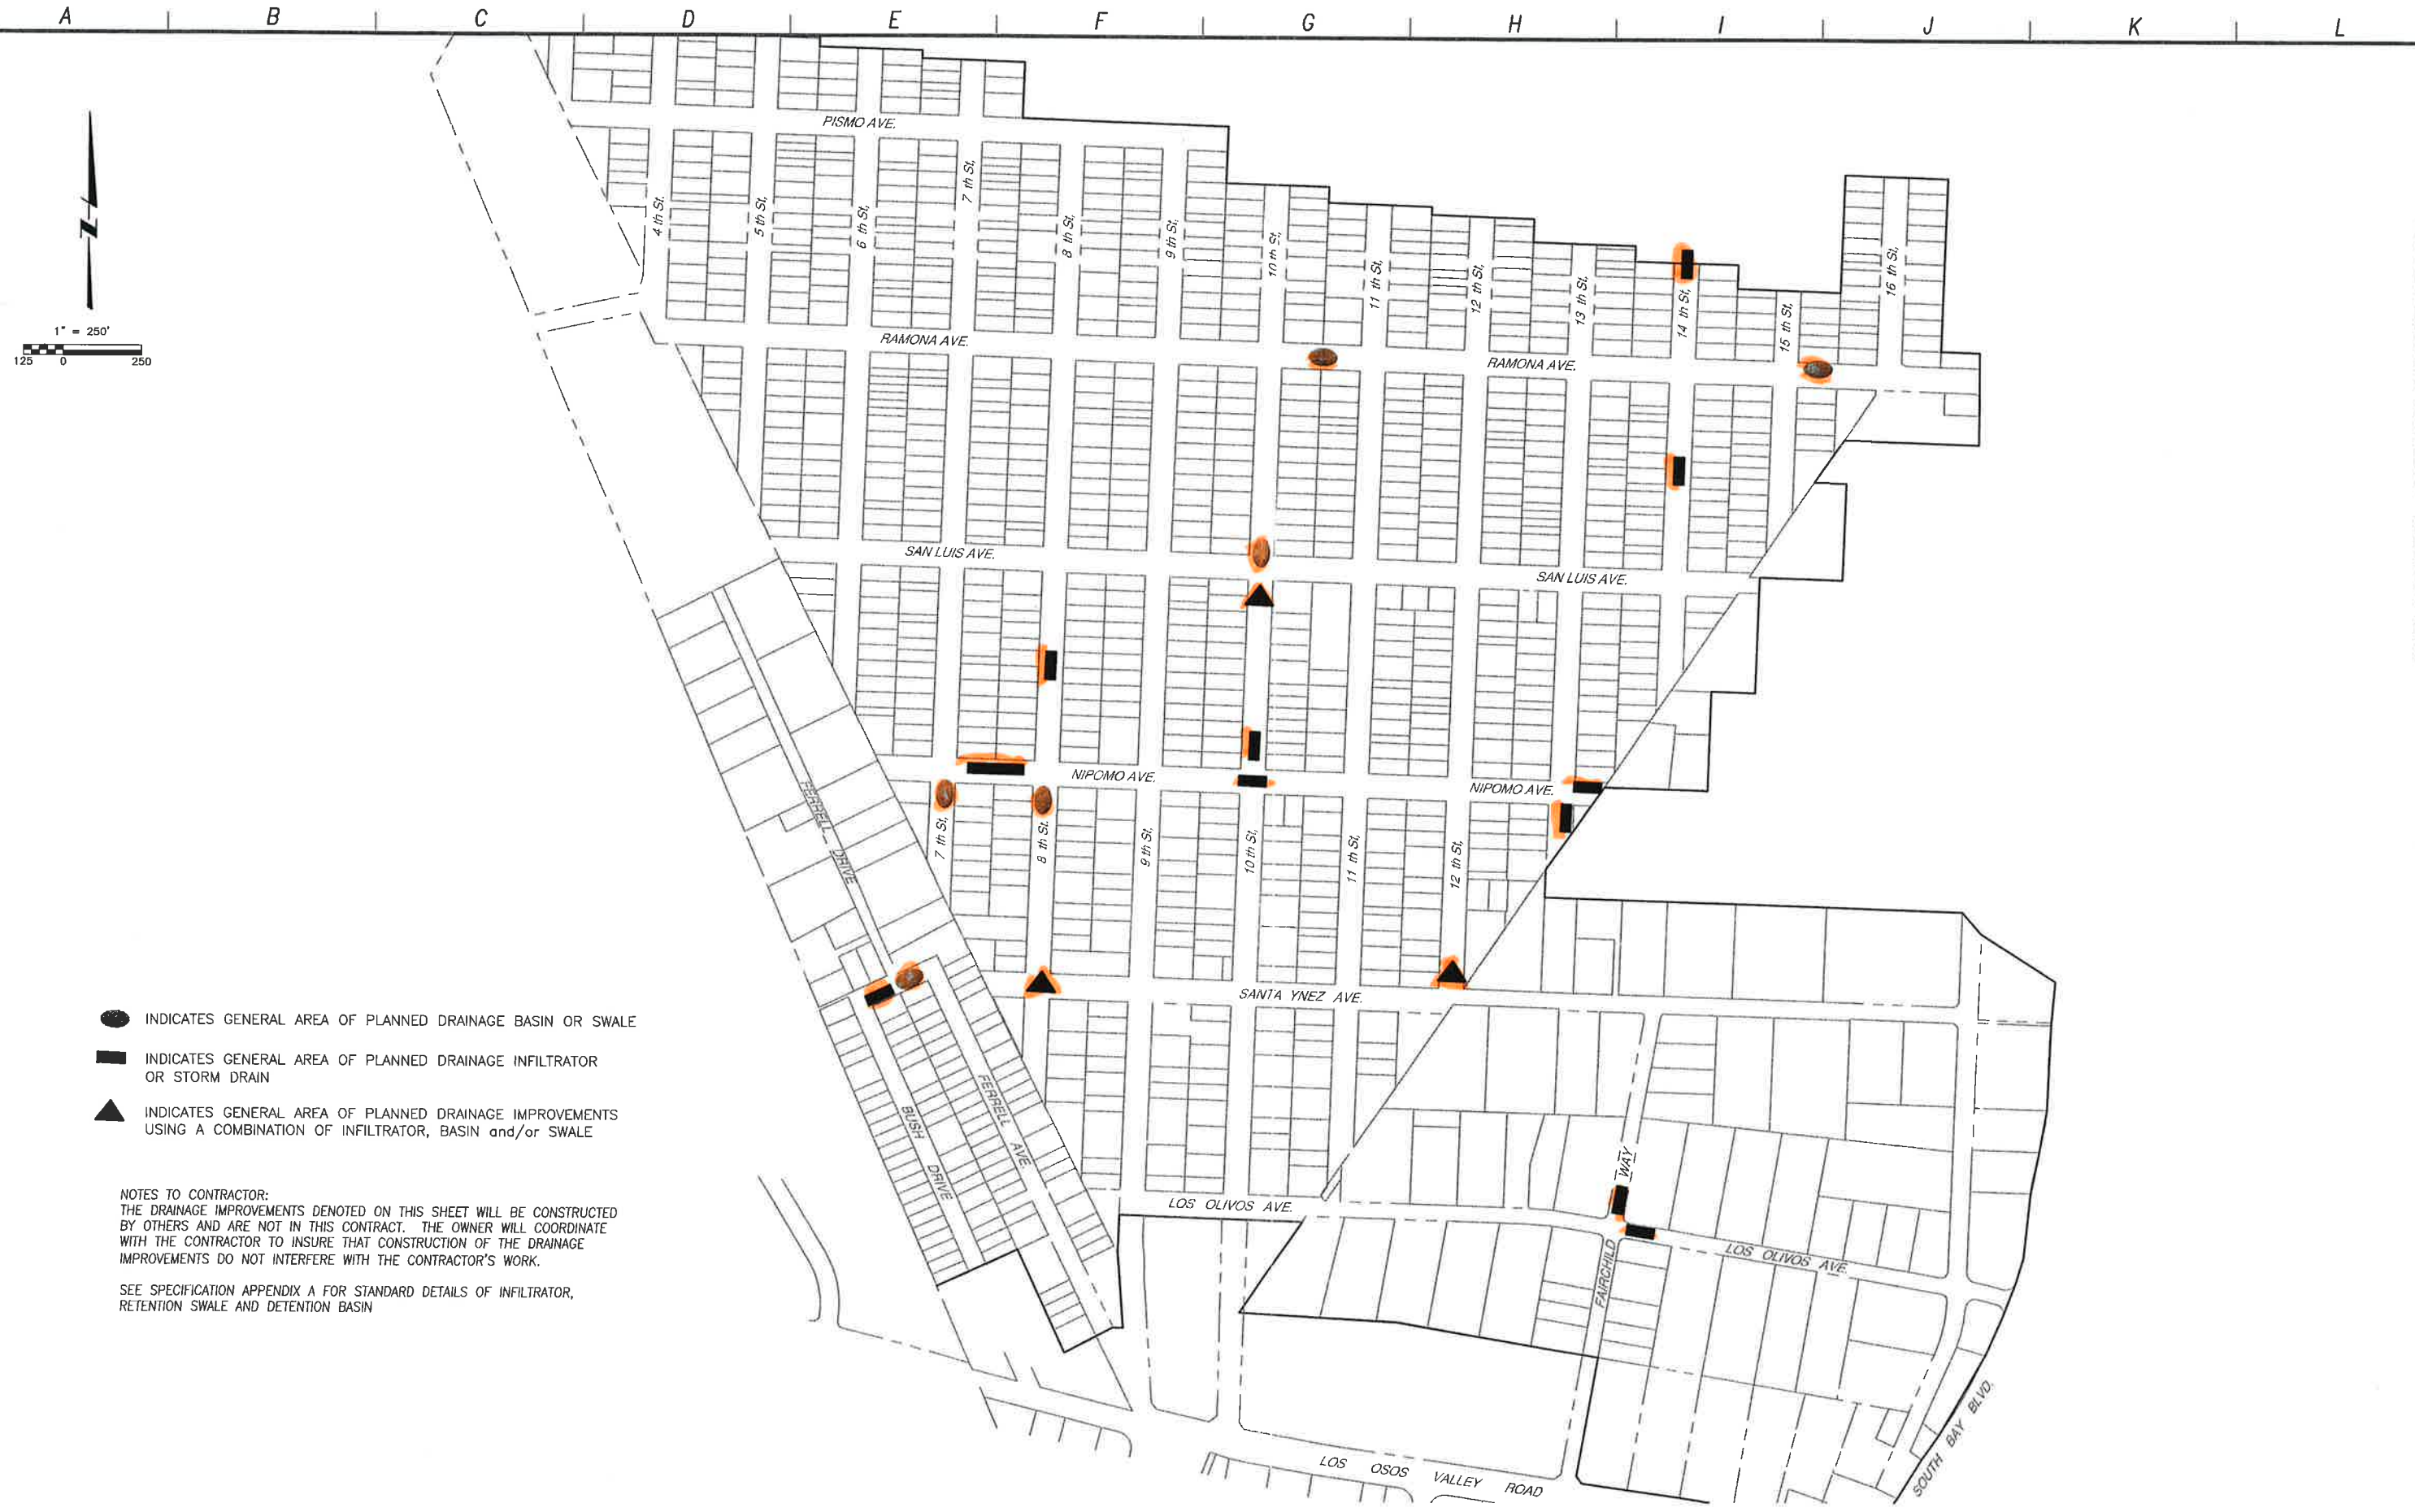 A B C D E F G H I J K L
PISMO AVE.
4 th St.
5 th St.
6 th St.
7 th St.
8 th St.
9 th St.
10 th St.
11 th St.
12 th St.
13 th St.
14 th St.
15 th St.
16 th St.
1" = 250'
125 0 250
RAMONA AVE.
RAMONA AVE.
SAN LUIS AVE.
SAN LUIS AVE.
NIPOMO AVE.
NIPOMO AVE.
FERRELL DRIVE
7 th St.
8 th St.
9 th St.
10 th St.
11 th St.
12 th St.
SANTA YNEZ AVE.
INDICATES GENERAL AREA OF PLANNED DRAINAGE BASIN OR SWALE
INDICATES GENERAL AREA OF PLANNED DRAINAGE INFILTRATOR
OR STORM DRAIN
INDICATES GENERAL AREA OF PLANNED DRAINAGE IMPROVEMENTS
USING A COMBINATION OF INFILTRATOR, BASIN and/or SWALE
BUSH DRIVE
FERRELL AVE.
FAIRCHILD WAY
LOS OLIVOS AVE.
LOS OLIVOS AVE.
NOTES TO CONTRACTOR:
THE DRAINAGE IMPROVEMENTS DENOTED ON THIS SHEET WILL BE CONSTRUCTED
BY OTHERS AND ARE NOT IN THIS CONTRACT. THE OWNER WILL COORDINATE
WITH THE CONTRACTOR TO INSURE THAT CONSTRUCTION OF THE DRAINAGE
IMPROVEMENTS DO NOT INTERFERE WITH THE CONTRACTOR'S WORK.
SEE SPECIFICATION APPENDIX A FOR STANDARD DETAILS OF INFILTRATOR,
RETENTION SWALE AND DETENTION BASIN
SOUTH BAY BLVD.
LOS OSOS VALLEY ROAD